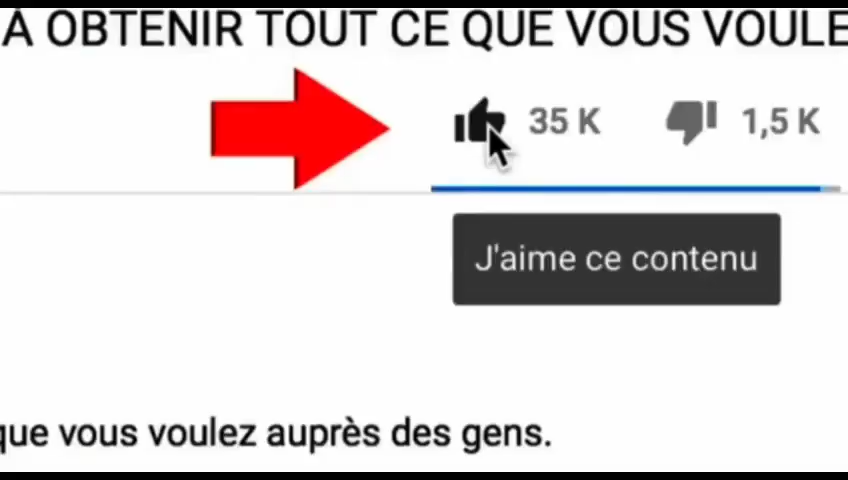 À OBTENIR TOUT CE QUE VOUS VOULE
35 K 1,5 K
J'aime ce contenu
que vous voulez auprès des gens.